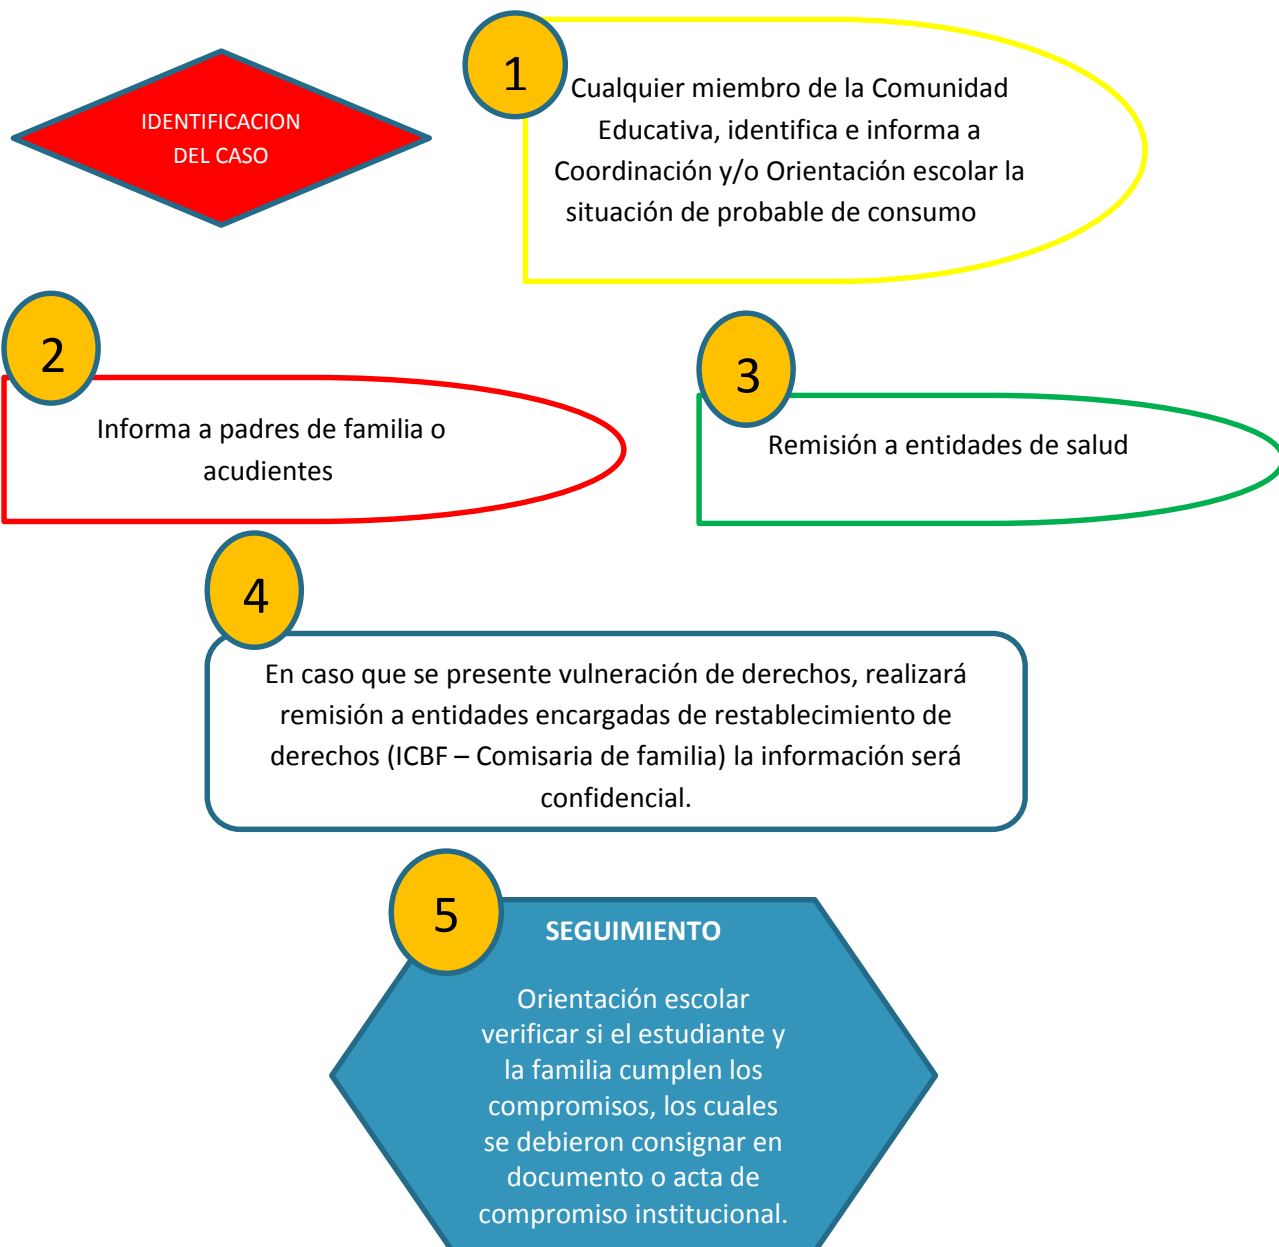 IDENTIFICACION
DEL CASO
1
Cualquier miembro de la Comunidad
Educativa, identifica e informa a
Coordinación y/o Orientación escolar la
situación de probable de consumo
2
Informa a padres de familia o
acudientes
3
Remisión a entidades de salud
4
En caso que se presente vulneración de derechos, realizará
remisión a entidades encargadas de restablecimiento de
derechos (ICBF – Comisaria de familia) la información será
confidencial.
5
SEGUIMIENTO
Orientación escolar
verificar si el estudiante y
la familia cumplen los
compromisos, los cuales
se debieron consignar en
documento o acta de
compromiso institucional.